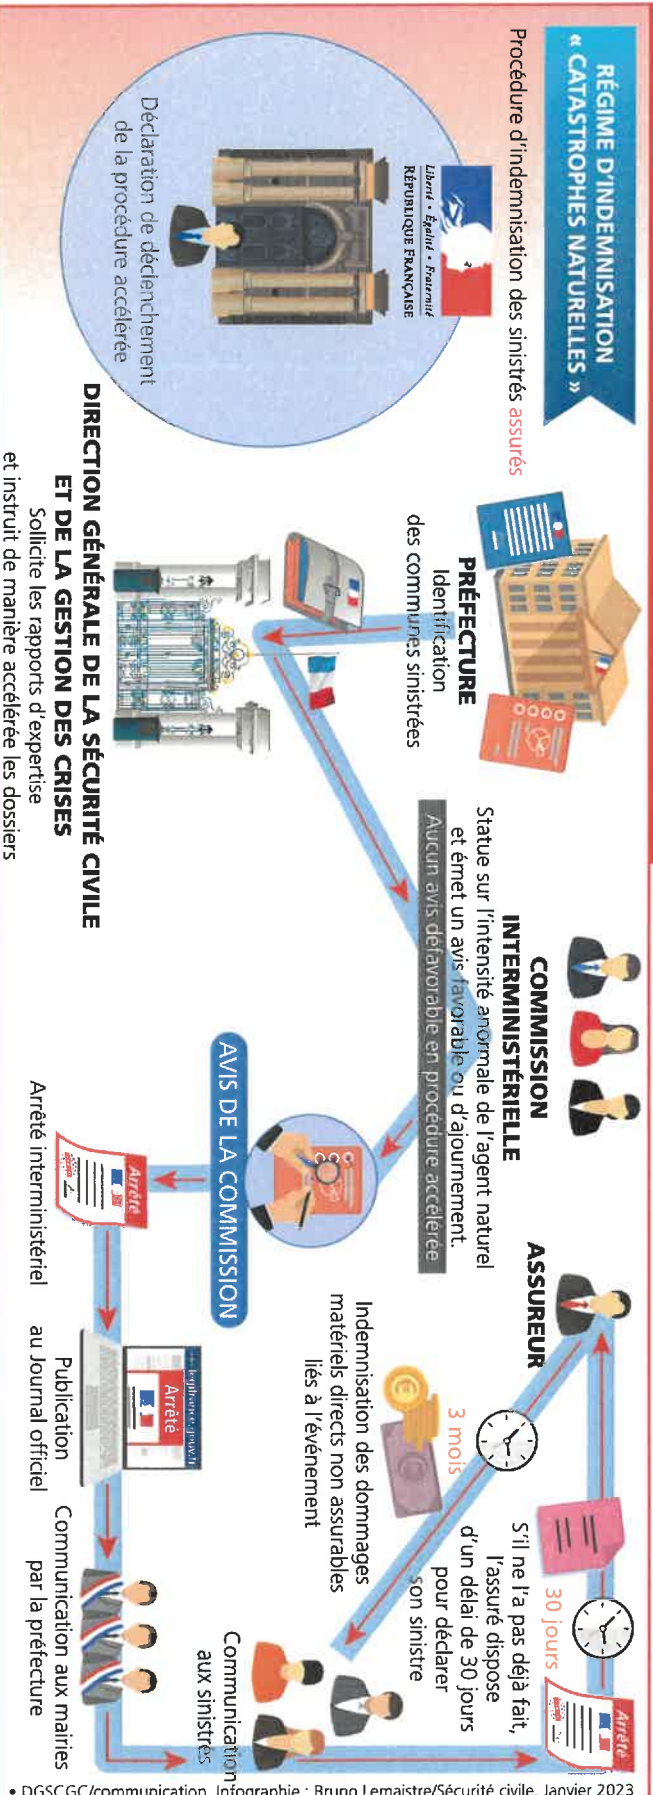 RÉGIME D'INDEMNISATION
« CATASTROPHES NATURELLES »
Procédure d'indemnisation des sinistrés assurés
Liberté • Égalité • Fraternité
RÉPUBLIQUE FRANÇAISE
Déclaration de déclenchement
de la procédure accélérée
PRÉFECTURE
Identification
des communes sinistrées
DIRECTION GÉNÉRALE DE LA SÉCURITÉ CIVILE
ET DE LA GESTION DES CRISES
Sollicite les rapports d'expertise
et instruit de manière accélérée les dossiers
COMMISSION
INTERMINISTÉRIELLE
Statue sur l'intensité anormale de l'agent naturel
et émet un avis favorable ou d'ajournement.
Aucun avis défavorable en procédure accélérée
AVIS DE LA COMMISSION
Arrêté
Arrêté interministériel
legifrance.gouv.fr
Arrêté
Publication
au Journal officiel
Communication aux mairies
par la préfecture
Communication
aux sinistrés
Arrêté
30 jours
S'il ne l'a pas déjà fait,
l'assuré dispose
d'un délai de 30 jours
pour déclarer
son sinistre
ASSUREUR
3 mois
Indemnisation des dommages
matériels directs non assurables
liés à l'événement
• DGSCGC/communication. Infographie : Bruno Lemaistre/Sécurité civile. Janvier 2023